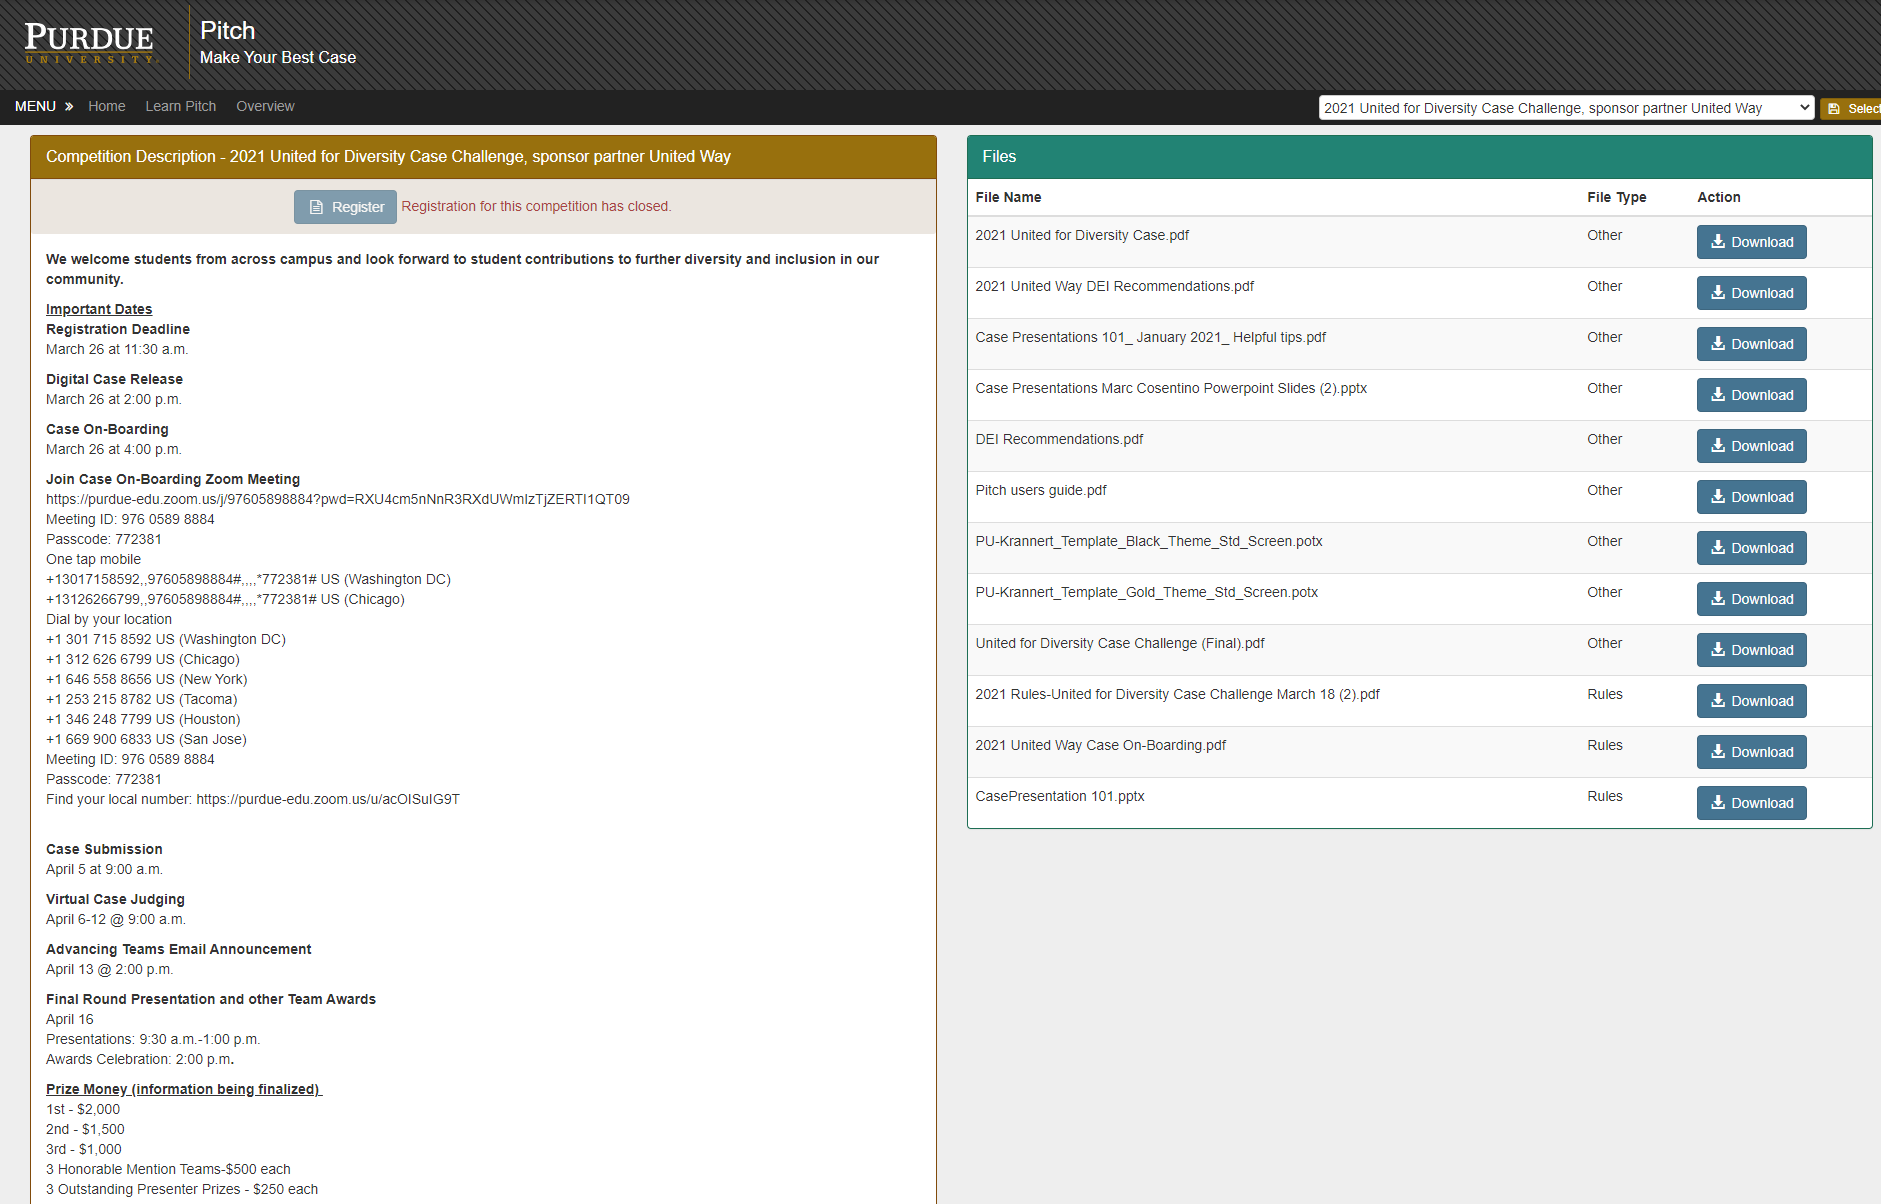 PURDUE
UNIVERSITY.
Pitch
Make Your Best Case
MENU » Home Learn Pitch Overview
2021 United for Diversity Case Challenge, sponsor partner United Way
Select
Competition Description - 2021 United for Diversity Case Challenge, sponsor partner United Way
Register Registration for this competition has closed.
We welcome students from across campus and look forward to student contributions to further diversity and inclusion in our
community.
Important Dates
Registration Deadline
March 26 at 11:30 a.m.
Digital Case Release
March 26 at 2:00 p.m.
Case On-Boarding
March 26 at 4:00 p.m.
Join Case On-Boarding Zoom Meeting
https://purdue-edu.zoom.us/j/97605898884?pwd=RXU4cm5nNnR3RXdUWmlzTjZERTI1QT09
Meeting ID: 976 0589 8884
Passcode: 772381
One tap mobile
+13017158592,,97605898884#,,,,*772381# US (Washington DC)
+13126266799,,97605898884#,,,,*772381# US (Chicago)
Dial by your location
+1 301 715 8592 US (Washington DC)
+1 312 626 6799 US (Chicago)
+1 646 558 8656 US (New York)
+1 253 215 8782 US (Tacoma)
+1 346 248 7799 US (Houston)
+1 669 900 6833 US (San Jose)
Meeting ID: 976 0589 8884
Passcode: 772381
Find your local number: https://purdue-edu.zoom.us/u/acOISuIG9T
Case Submission
April 5 at 9:00 a.m.
Virtual Case Judging
April 6-12 @ 9:00 a.m.
Advancing Teams Email Announcement
April 13 @ 2:00 p.m.
Final Round Presentation and other Team Awards
April 16
Presentations: 9:30 a.m.-1:00 p.m.
Awards Celebration: 2:00 p.m.
Prize Money (information being finalized)
1st - $2,000
2nd - $1,500
3rd - $1,000
3 Honorable Mention Teams-$500 each
3 Outstanding Presenter Prizes - $250 each
Files
File Name File Type Action
2021 United for Diversity Case.pdf Other Download
2021 United Way DEI Recommendations.pdf Other Download
Case Presentations 101_ January 2021_ Helpful tips.pdf Other Download
Case Presentations Marc Cosentino Powerpoint Slides (2).pptx Other Download
DEI Recommendations.pdf Other Download
Pitch users guide.pdf Other Download
PU-Krannert_Template_Black_Theme_Std_Screen.potx Other Download
PU-Krannert_Template_Gold_Theme_Std_Screen.potx Other Download
United for Diversity Case Challenge (Final).pdf Other Download
2021 Rules-United for Diversity Case Challenge March 18 (2).pdf Rules Download
2021 United Way Case On-Boarding.pdf Rules Download
CasePresentation 101.pptx Rules Download